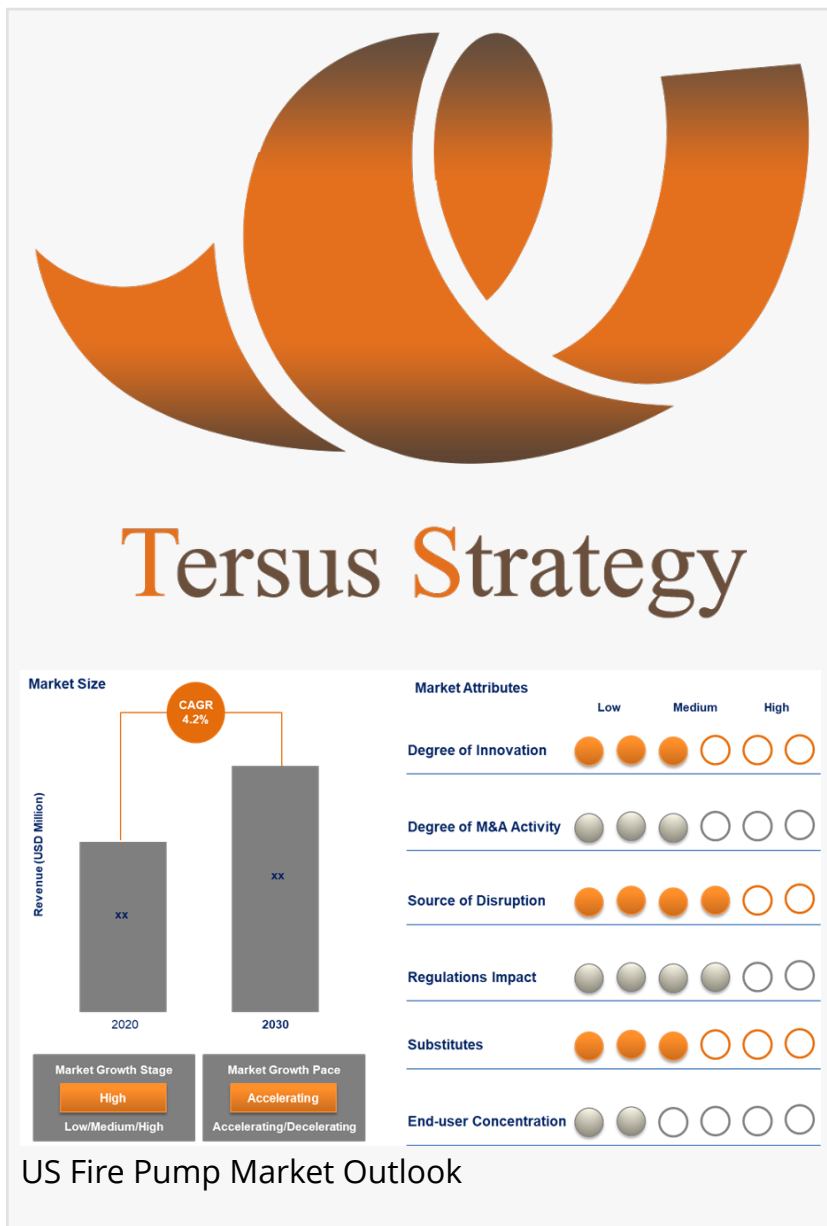 Tersus Strategy
Market Size
CAGR
4.2%
Revenue (USD Million)
xx
xx
2020
2030
Market Growth Stage
High
Low/Medium/High
Market Growth Pace
Accelerating
Accelerating/Decelerating
Market Attributes
Low Medium High
Degree of Innovation
Degree of M&A Activity
Source of Disruption
Regulations Impact
Substitutes
End-user Concentration
US Fire Pump Market Outlook